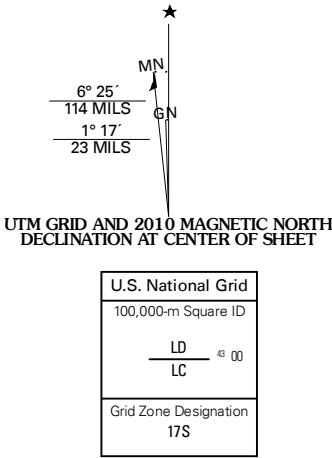 ★
MN.
6° 25´
114 MILS
GN
1° 17´
23 MILS
UTM GRID AND 2010 MAGNETIC NORTH
DECLINATION AT CENTER OF SHEET
U.S. National Grid
100,000-m Square ID
LD
43 00
LC
Grid Zone Designation
17S